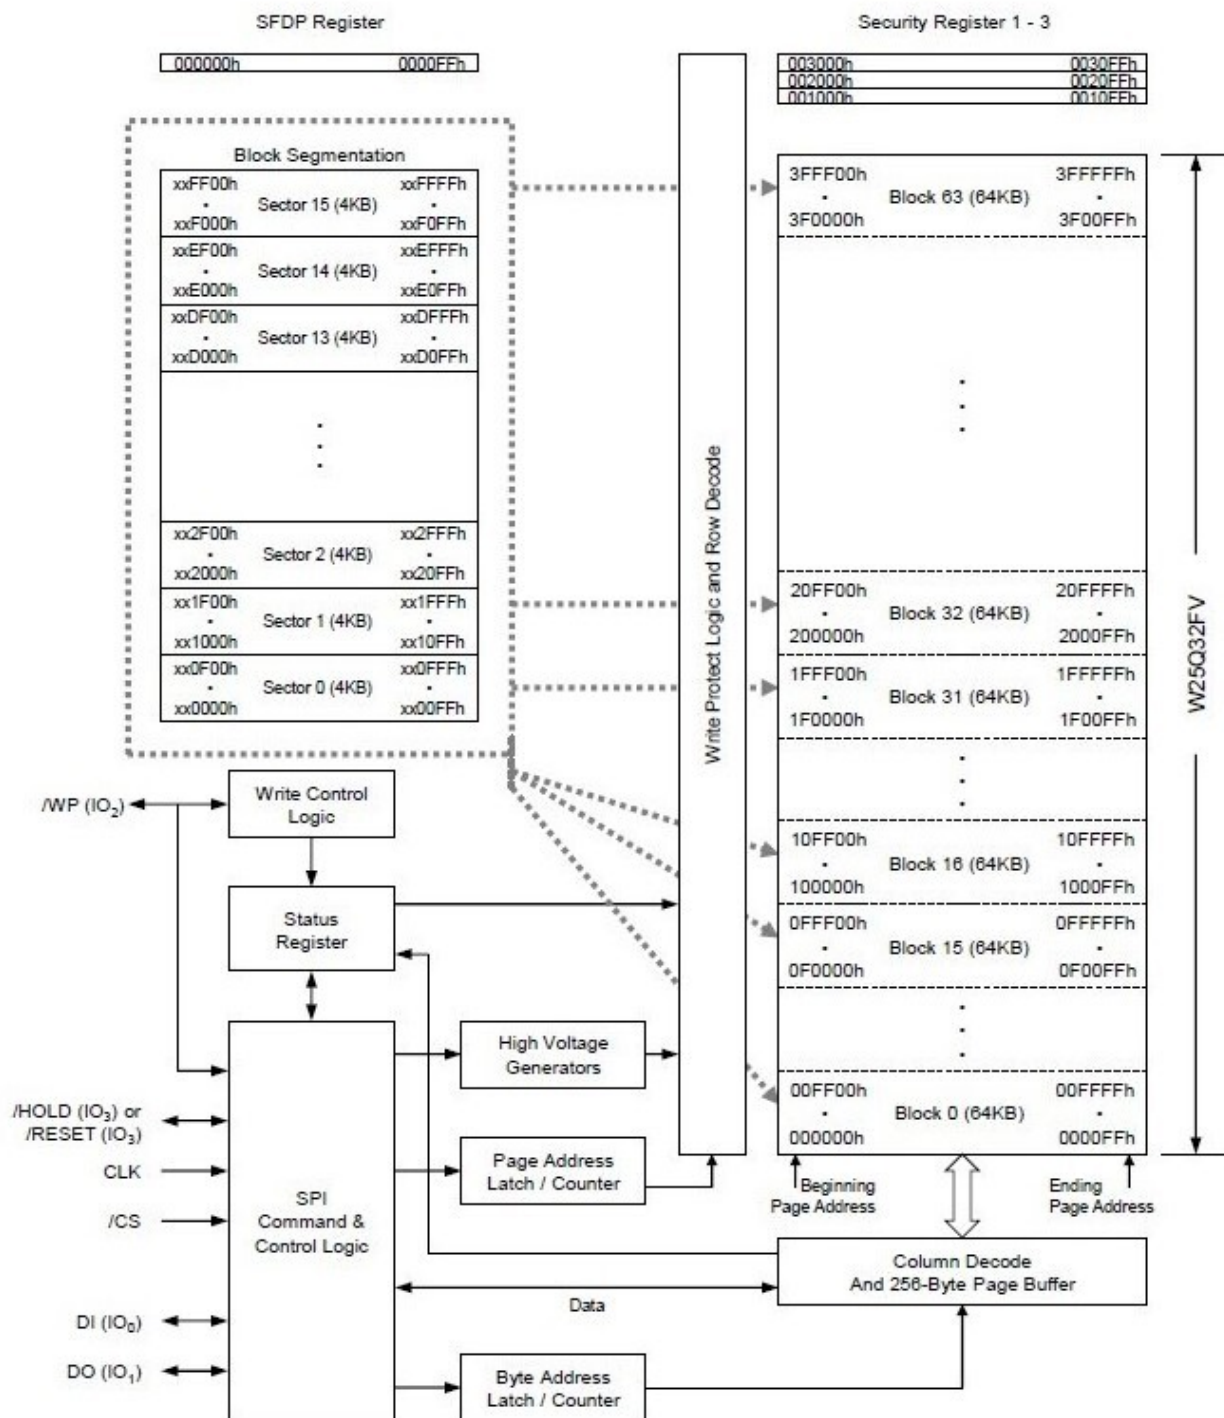 SFDP Register
000000h 0000FFh
Security Register 1 - 3
003000h 0030FFh
002000h 0020FFh
001000h 0010FFh
Block Segmentation
xxFF00h xxFFFFh
Sector 15 (4KB)
xxF000h xxF0FFh
xxEF00h xxEFFFh
Sector 14 (4KB)
xxE000h xxE0FFh
xxDF00h xxDFFFh
Sector 13 (4KB)
xxD000h xxD0FFh
xx2F00h xx2FFFh
Sector 2 (4KB)
xx2000h xx20FFh
xx1F00h xx1FFFh
Sector 1 (4KB)
xx1000h xx10FFh
xx0F00h xx0FFFh
Sector 0 (4KB)
xx0000h xx00FFh
Write Protect Logic and Row Decode
3FFF00h 3FFFFFh
Block 63 (64KB)
3F0000h 3F00FFh
20FF00h 20FFFFh
Block 32 (64KB)
200000h 2000FFh
1FFF00h 1FFFFFh
Block 31 (64KB)
1F0000h 1F00FFh
10FF00h 10FFFFh
Block 16 (64KB)
100000h 1000FFh
0FFF00h 0FFFFFh
Block 15 (64KB)
0F0000h 0F00FFh
00FF00h 00FFFFh
Block 0 (64KB)
000000h 0000FFh
W25Q32FV
Beginning
Page Address
Ending
Page Address
/WP (IO2)
Write Control
Logic
Status
Register
High Voltage
Generators
/HOLD (IO3) or
/RESET (IO3)
CLK
/CS
DI (IO0)
DO (IO1)
SPI
Command &
Control Logic
Page Address
Latch / Counter
Column Decode
And 256-Byte Page Buffer
Data
Byte Address
Latch / Counter